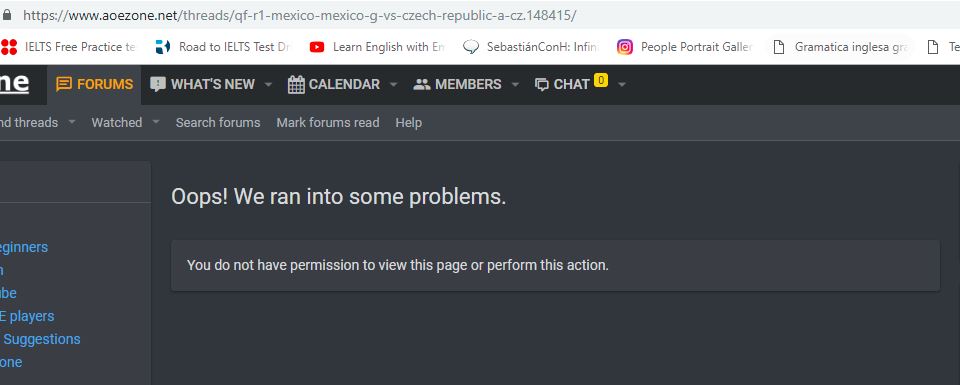 https://www.aoezone.net/threads/qf-r1-mexico-mexico-g-vs-czech-republic-a-cz.148415/
IELTS Free Practice te Road to IELTS Test Dr Learn English with En SebastiánConH: Infin People Portrait Galler Gramatica inglesa gra Te
ne FORUMS WHAT'S NEW CALENDAR MEMBERS CHAT 0
nd threads Watched Search forums Mark forums read Help
Oops! We ran into some problems.
eginners
You do not have permission to view this page or perform this action.
n
ube
E players
Suggestions
one